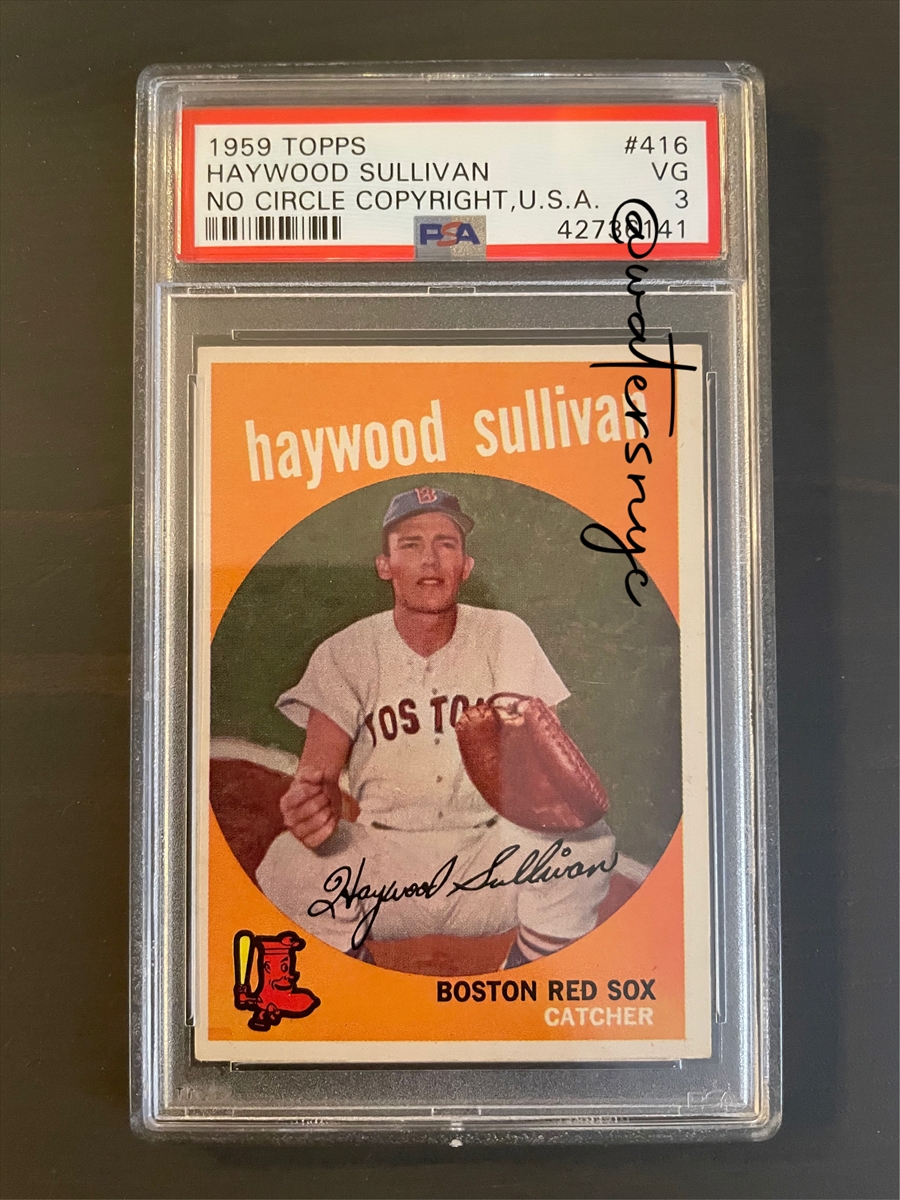 1959 TOPPS #416
HAYWOOD SULLIVAN VG
NO CIRCLE COPYRIGHT,U.S.A. 3
PSA
@watersnyc
haywood sullivan
B
Haywood Sullivan
BOSTON RED SOX
CATCHER